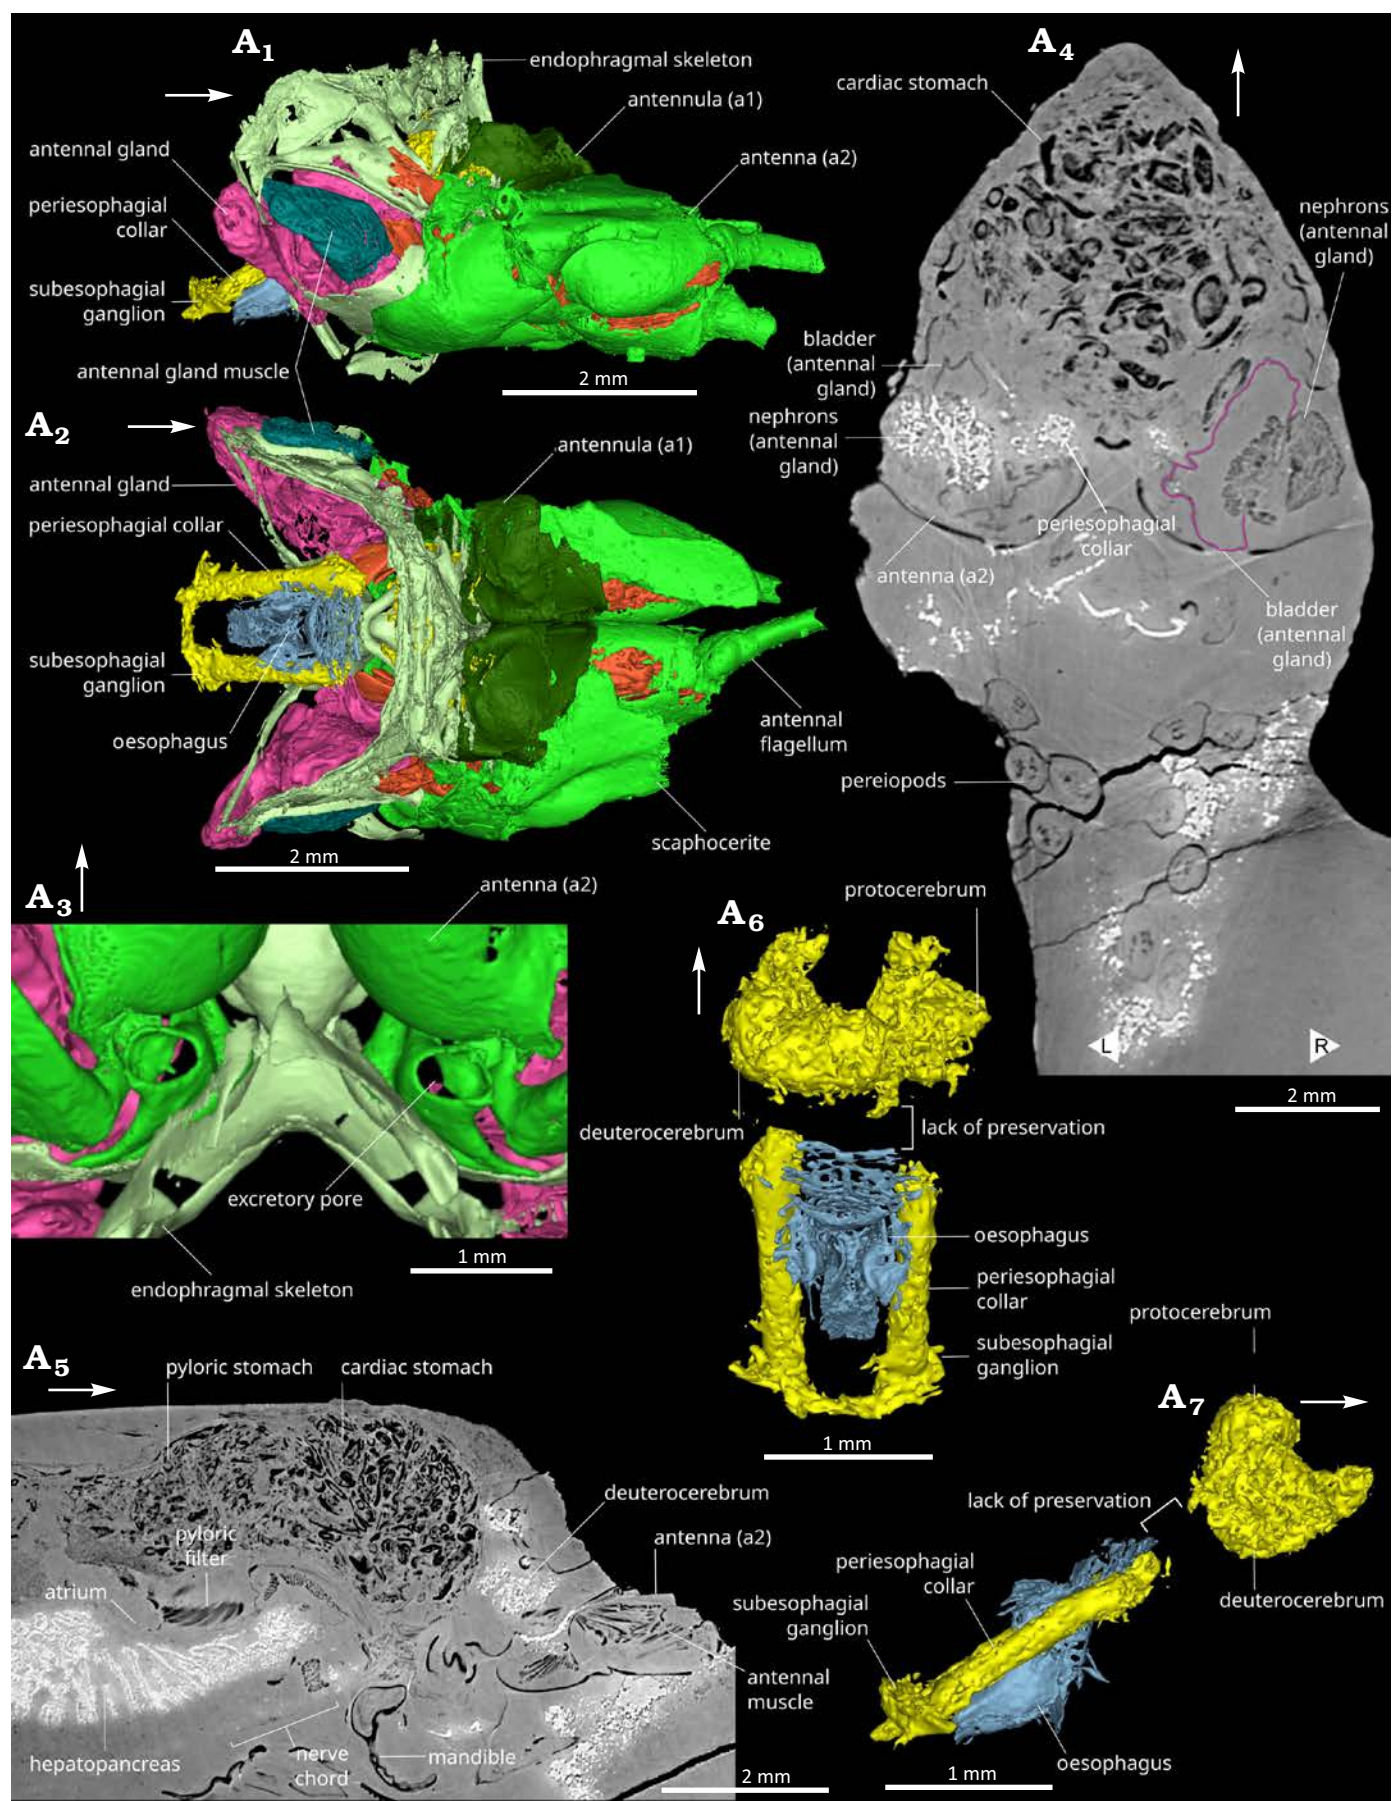 A1
endophragmal skeleton
antennula (a1)
antennal gland
antenna (a2)
periesophagial
collar
subesophagial
ganglion
antennal gland muscle
2 mm
A2
antennula (a1)
antennal gland
periesophagial collar
subesophagial
ganglion
oesophagus
antennal
flagellum
scaphocerite
2 mm
A3
antenna (a2)
excretory pore
1 mm
endophragmal skeleton
A4
cardiac stomach
nephrons
(antennal
gland)
bladder
(antennal
gland)
nephrons
(antennal
gland)
periesophagial
collar
antenna (a2)
bladder
(antennal
gland)
pereiopods
L
R
2 mm
A5
pyloric stomach
cardiac stomach
deuterocerebrum
antenna (a2)
pyloric
filter
atrium
antennal
muscle
hepatopancreas
nerve
chord
mandible
2 mm
A6
protocerebrum
deuterocerebrum
lack of preservation
oesophagus
periesophagial
collar
subesophagial
ganglion
1 mm
A7
protocerebrum
lack of preservation
periesophagial
collar
subesophagial
ganglion
deuterocerebrum
oesophagus
1 mm